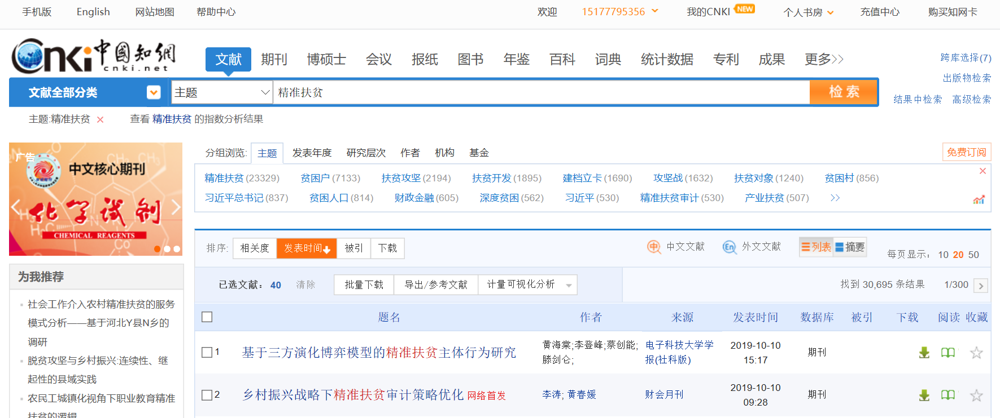 手机版 English 网站地图 帮助中心 欢迎 15177795356 我的CNKI NEW 个人书房 充值中心 购买知网卡
Cnki 中國知網
cnki.net
文献 期刊 博硕士 会议 报纸 图书 年鉴 百科 词典 统计数据 专利 成果 更多>>
跨库选择(7)
出版物检索
文献全部分类 主题 精准扶贫 检索
结果中检索 高级检索
主题:精准扶贫 × 查看 精准扶贫 的指数分析结果
广告
中文核心期刊
化学试剂
CHEMICAL REAGENTS
分组浏览: 主题 发表年度 研究层次 作者 机构 基金 免费订阅
精准扶贫(23329) 贫困户(7133) 扶贫攻坚(2194) 扶贫开发(1895) 建档立卡(1690) 攻坚战(1632) 扶贫对象(1240) 贫困村(856)
习近平总书记(837) 贫困人口(814) 财政金融(605) 深度贫困(562) 习近平(530) 精准扶贫审计(530) 产业扶贫(507) >>
排序: 相关度 发表时间 被引 下载 中 中文文献 En 外文文献 列表 摘要 每页显示: 10 20 50
已选文献: 40 清除 批量下载 导出/参考文献 计量可视化分析 找到 30,695 条结果 1/300 >
题名 作者 来源 发表时间 数据库 被引 下载 阅读 收藏
1 基于三方演化博弈模型的精准扶贫主体行为研究 黄海棠;李登峰;蔡创能;滕剑仑; 电子科技大学学报(社科版) 2019-10-10 15:17 期刊
2 乡村振兴战略下精准扶贫审计策略优化 网络首发 李涛; 黄春媛 财会月刊 2019-10-10 09:28 期刊
为我推荐
社会工作介入农村精准扶贫的服务
模式分析——基于河北Y县N乡的
调研
脱贫攻坚与乡村振兴:连续性、继
起性的县域实践
农民工城镇化视角下职业教育精准
扶贫的逻辑